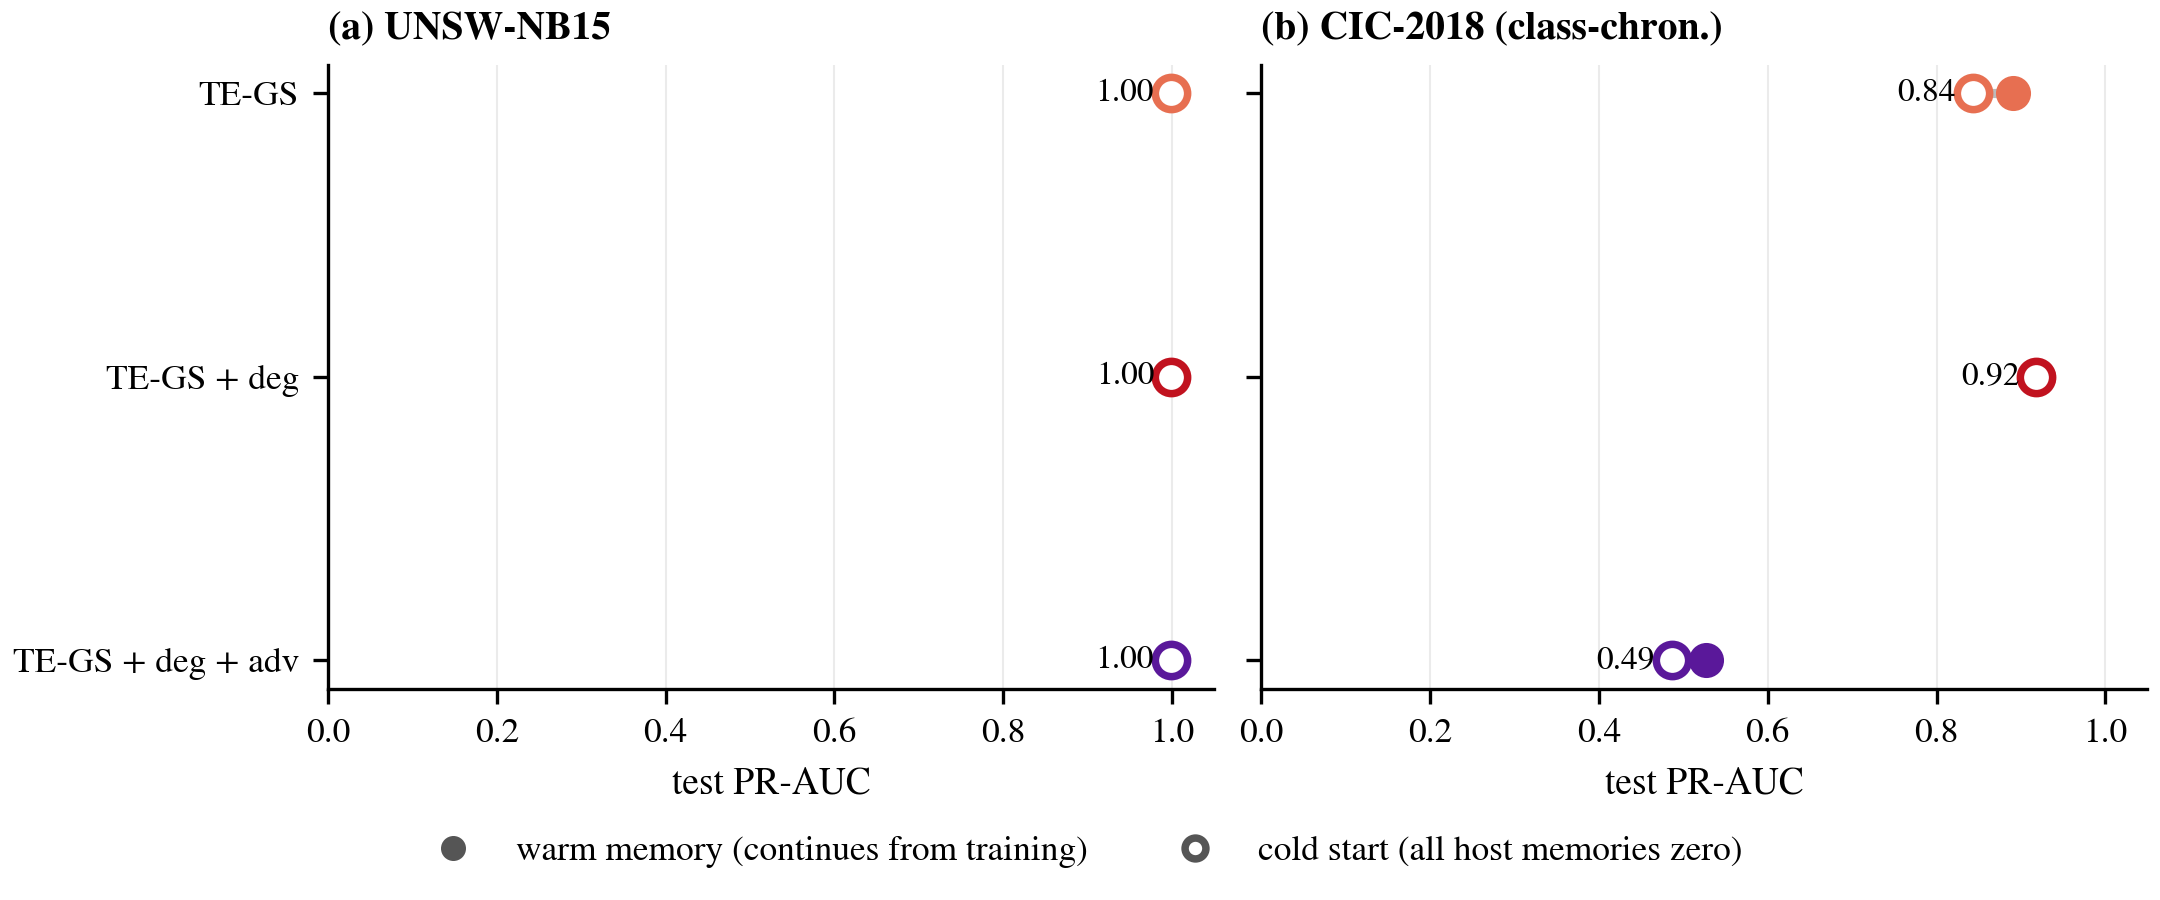 (a) UNSW-NB15
(b) CIC-2018 (class-chron.)
TE-GS
1.00
0.84
TE-GS + deg
1.00
0.92
TE-GS + deg + adv
1.00
0.49
0.0 0.2 0.4 0.6 0.8 1.0
0.0 0.2 0.4 0.6 0.8 1.0
test PR-AUC
test PR-AUC
warm memory (continues from training)
cold start (all host memories zero)